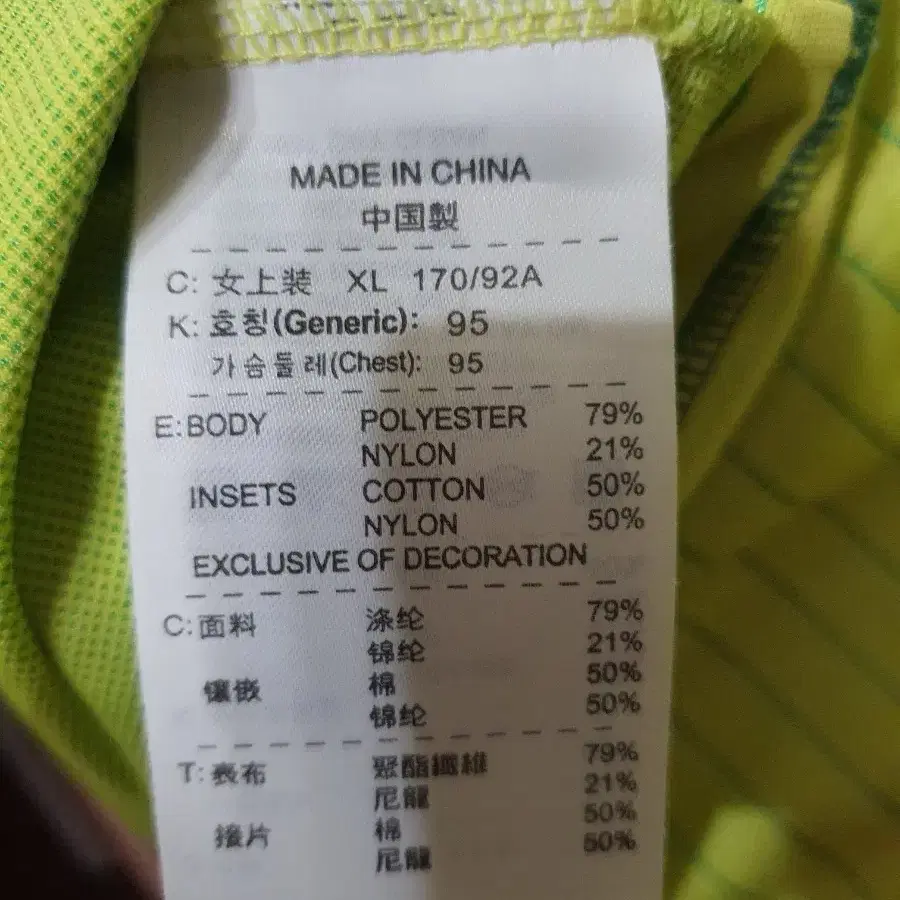 MADE IN CHINA
中国製
C: 女上装 XL 170/92A
K: 호칭(Generic): 95
가슴둘레(Chest): 95
E: BODY POLYESTER 79%
NYLON 21%
INSETS COTTON 50%
NYLON 50%
EXCLUSIVE OF DECORATION
C: 面料 涤纶 79%
锦纶 21%
镶嵌 棉 50%
锦纶 50%
T: 表布 聚酯纖維 79%
尼龍 21%
接片 棉 50%
尼龍 50%